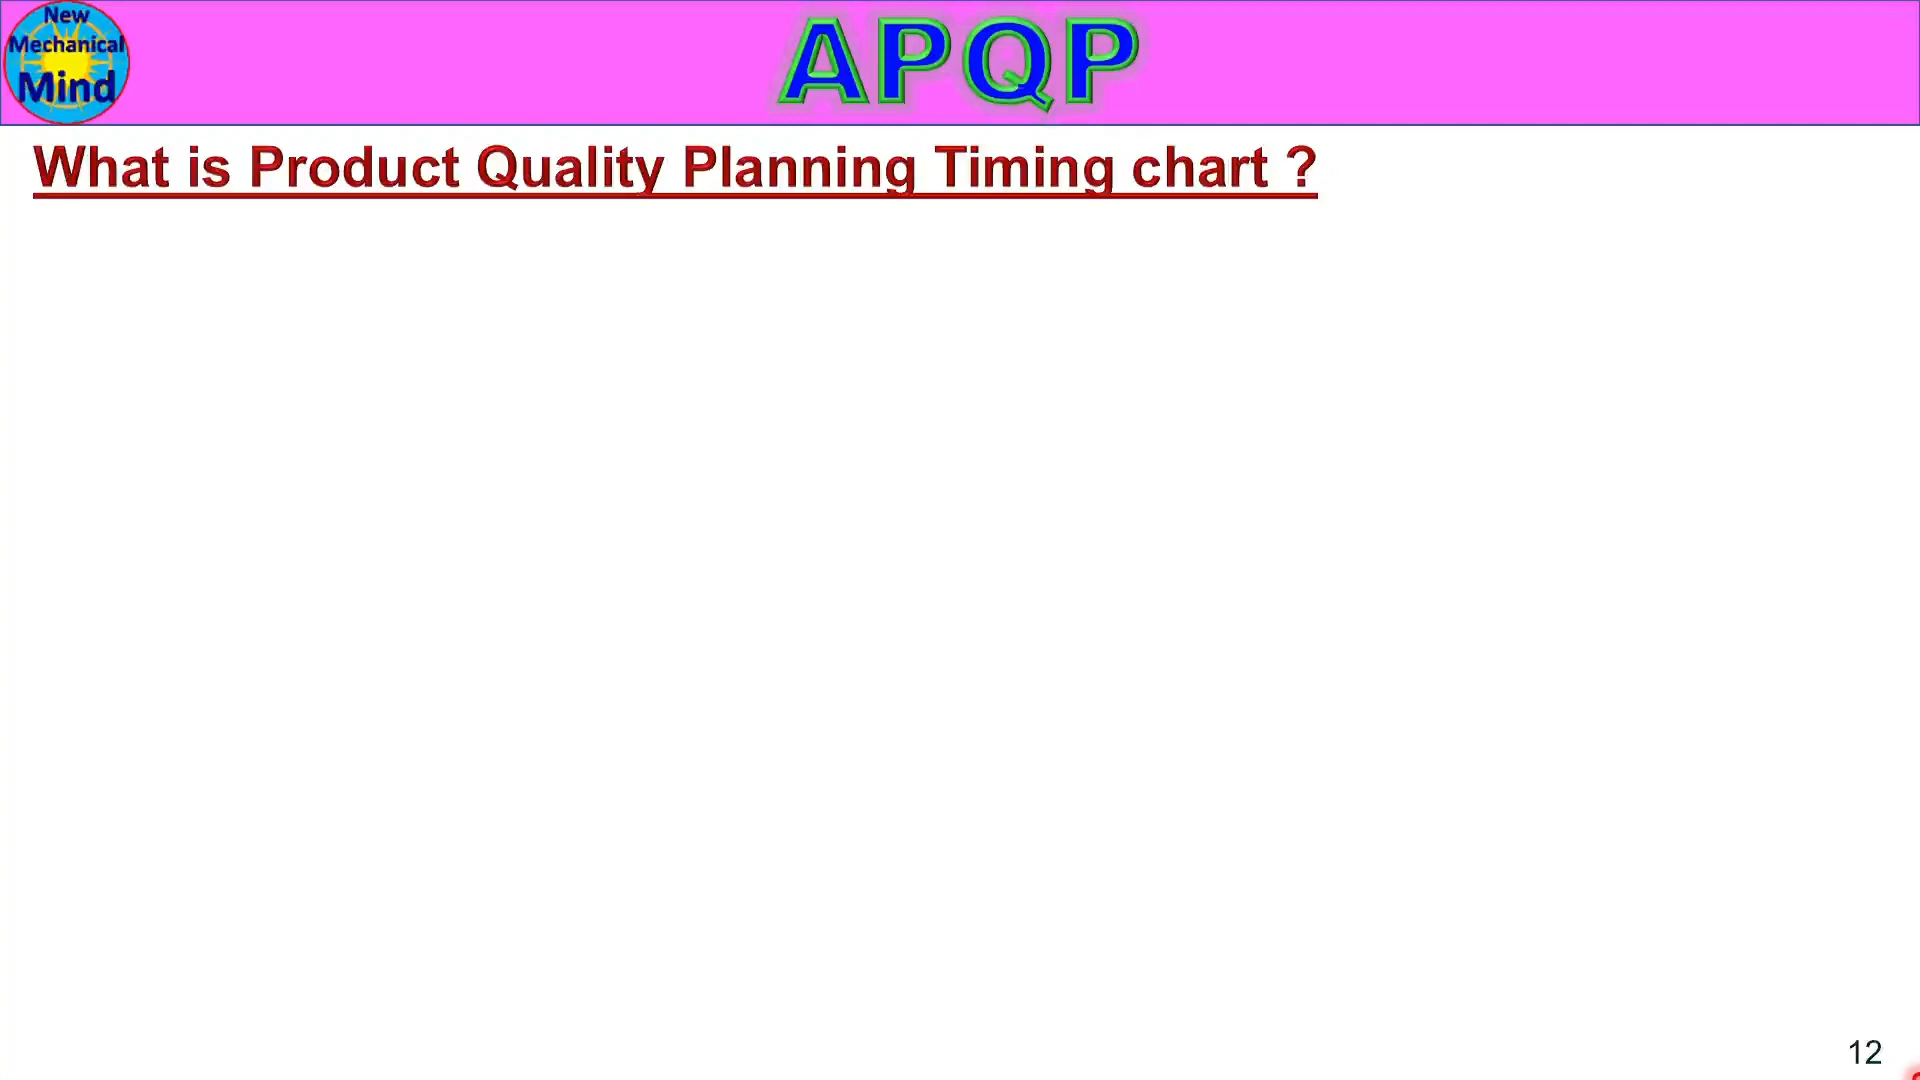 New
Mechanical
Mind
APQP
What is Product Quality Planning Timing chart ?
12